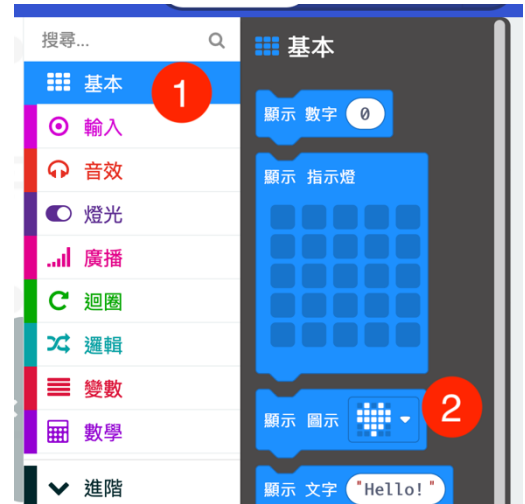 搜尋...
基本
1
輸入
音效
燈光
廣播
迴圈
邏輯
變數
數學
進階
基本
顯示 數字 0
顯示 指示燈
顯示 圖示
2
顯示 文字 "Hello!"